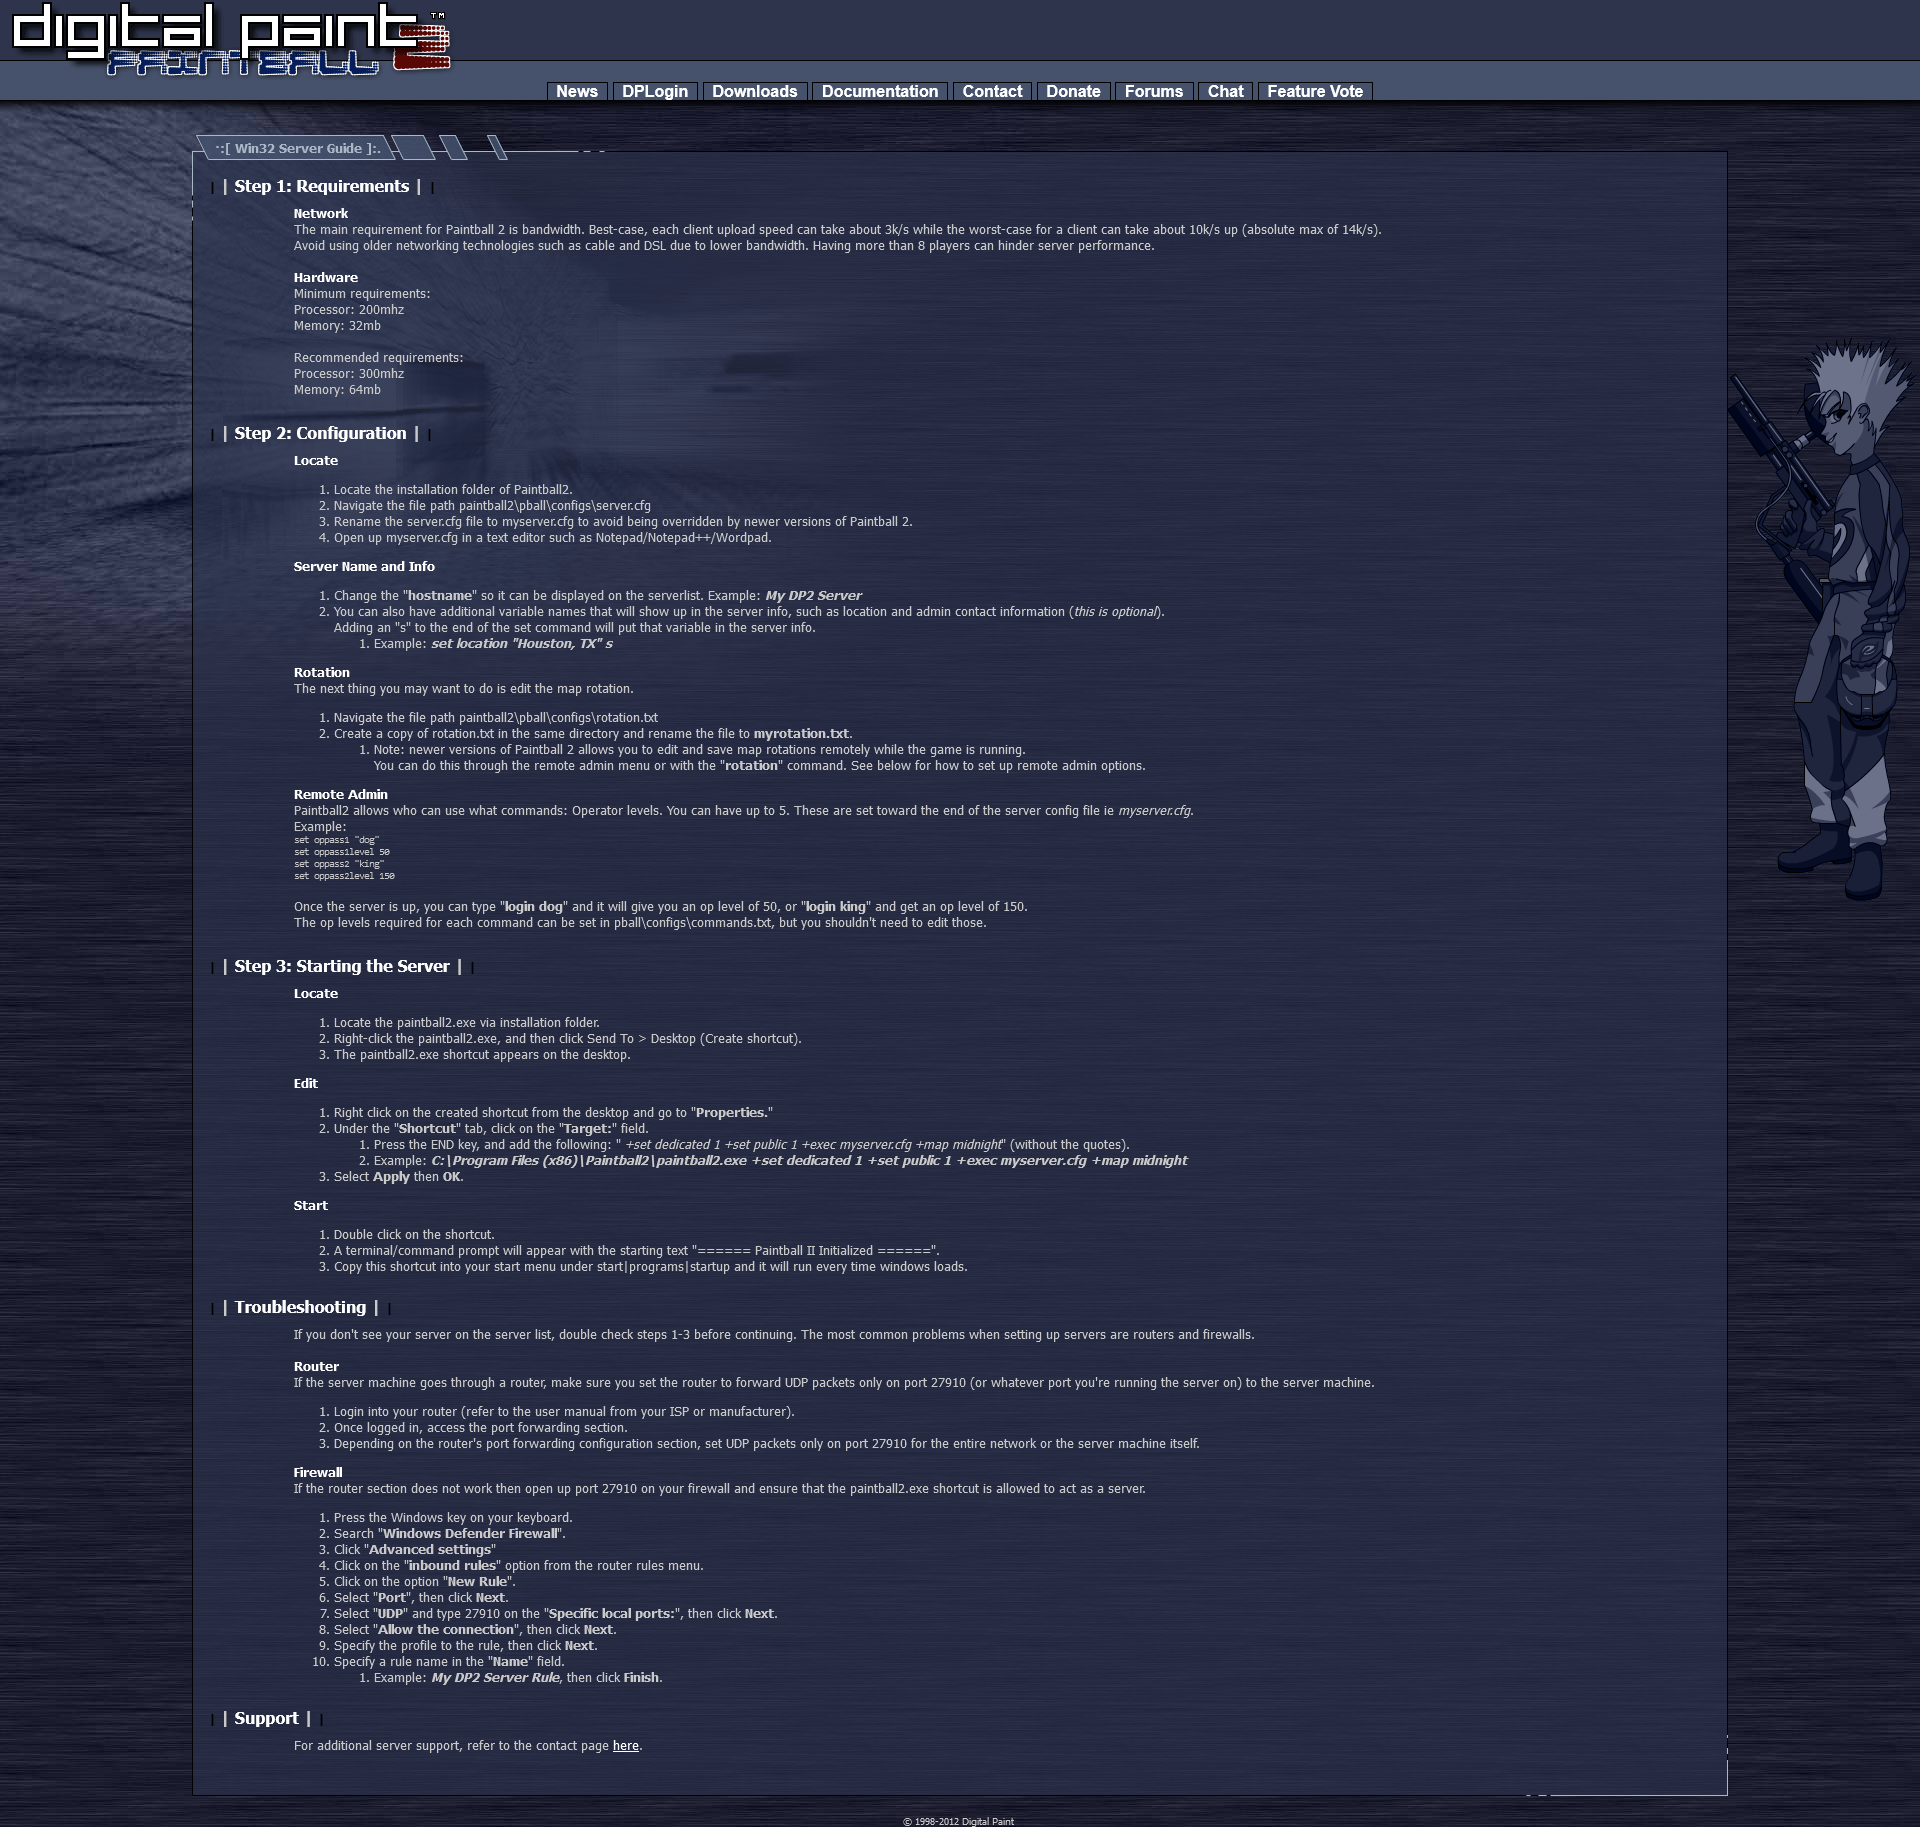 digital paint 2 ™
PAINTBALL
News DPLogin Downloads Documentation Contact Donate Forums Chat Feature Vote
·:[ Win32 Server Guide ]:.
| | Step 1: Requirements | |
Network
The main requirement for Paintball 2 is bandwidth. Best-case, each client upload speed can take about 3k/s while the worst-case for a client can take about 10k/s up (absolute max of 14k/s).
Avoid using older networking technologies such as cable and DSL due to lower bandwidth. Having more than 8 players can hinder server performance.
Hardware
Minimum requirements:
Processor: 200mhz
Memory: 32mb
Recommended requirements:
Processor: 300mhz
Memory: 64mb
| | Step 2: Configuration | |
Locate
1. Locate the installation folder of Paintball2.
2. Navigate the file path paintball2\pball\configs\server.cfg
3. Rename the server.cfg file to myserver.cfg to avoid being overridden by newer versions of Paintball 2.
4. Open up myserver.cfg in a text editor such as Notepad/Notepad++/Wordpad.
Server Name and Info
1. Change the "hostname" so it can be displayed on the serverlist. Example: My DP2 Server
2. You can also have additional variable names that will show up in the server info, such as location and admin contact information (this is optional).
Adding an "s" to the end of the set command will put that variable in the server info.
1. Example: set location "Houston, TX" s
Rotation
The next thing you may want to do is edit the map rotation.
1. Navigate the file path paintball2\pball\configs\rotation.txt
2. Create a copy of rotation.txt in the same directory and rename the file to myrotation.txt.
1. Note: newer versions of Paintball 2 allows you to edit and save map rotations remotely while the game is running.
You can do this through the remote admin menu or with the "rotation" command. See below for how to set up remote admin options.
Remote Admin
Paintball2 allows who can use what commands: Operator levels. You can have up to 5. These are set toward the end of the server config file ie myserver.cfg.
Example:
set oppass1 "dog"
set oppass1level 50
set oppass2 "king"
set oppass2level 150
Once the server is up, you can type "login dog" and it will give you an op level of 50, or "login king" and get an op level of 150.
The op levels required for each command can be set in pball\configs\commands.txt, but you shouldn't need to edit those.
| | Step 3: Starting the Server | |
Locate
1. Locate the paintball2.exe via installation folder.
2. Right-click the paintball2.exe, and then click Send To > Desktop (Create shortcut).
3. The paintball2.exe shortcut appears on the desktop.
Edit
1. Right click on the created shortcut from the desktop and go to "Properties."
2. Under the "Shortcut" tab, click on the "Target:" field.
1. Press the END key, and add the following: " +set dedicated 1 +set public 1 +exec myserver.cfg +map midnight" (without the quotes).
2. Example: C:\Program Files (x86)\Paintball2\paintball2.exe +set dedicated 1 +set public 1 +exec myserver.cfg +map midnight
3. Select Apply then OK.
Start
1. Double click on the shortcut.
2. A terminal/command prompt will appear with the starting text "====== Paintball II Initialized ======".
3. Copy this shortcut into your start menu under start|programs|startup and it will run every time windows loads.
| | Troubleshooting | |
If you don't see your server on the server list, double check steps 1-3 before continuing. The most common problems when setting up servers are routers and firewalls.
Router
If the server machine goes through a router, make sure you set the router to forward UDP packets only on port 27910 (or whatever port you're running the server on) to the server machine.
1. Login into your router (refer to the user manual from your ISP or manufacturer).
2. Once logged in, access the port forwarding section.
3. Depending on the router's port forwarding configuration section, set UDP packets only on port 27910 for the entire network or the server machine itself.
Firewall
If the router section does not work then open up port 27910 on your firewall and ensure that the paintball2.exe shortcut is allowed to act as a server.
1. Press the Windows key on your keyboard.
2. Search "Windows Defender Firewall".
3. Click "Advanced settings"
4. Click on the "inbound rules" option from the router rules menu.
5. Click on the option "New Rule".
6. Select "Port", then click Next.
7. Select "UDP" and type 27910 on the "Specific local ports:", then click Next.
8. Select "Allow the connection", then click Next.
9. Specify the profile to the rule, then click Next.
10. Specify a rule name in the "Name" field.
1. Example: My DP2 Server Rule, then click Finish.
| | Support | |
For additional server support, refer to the contact page here.
© 1998-2012 Digital Paint